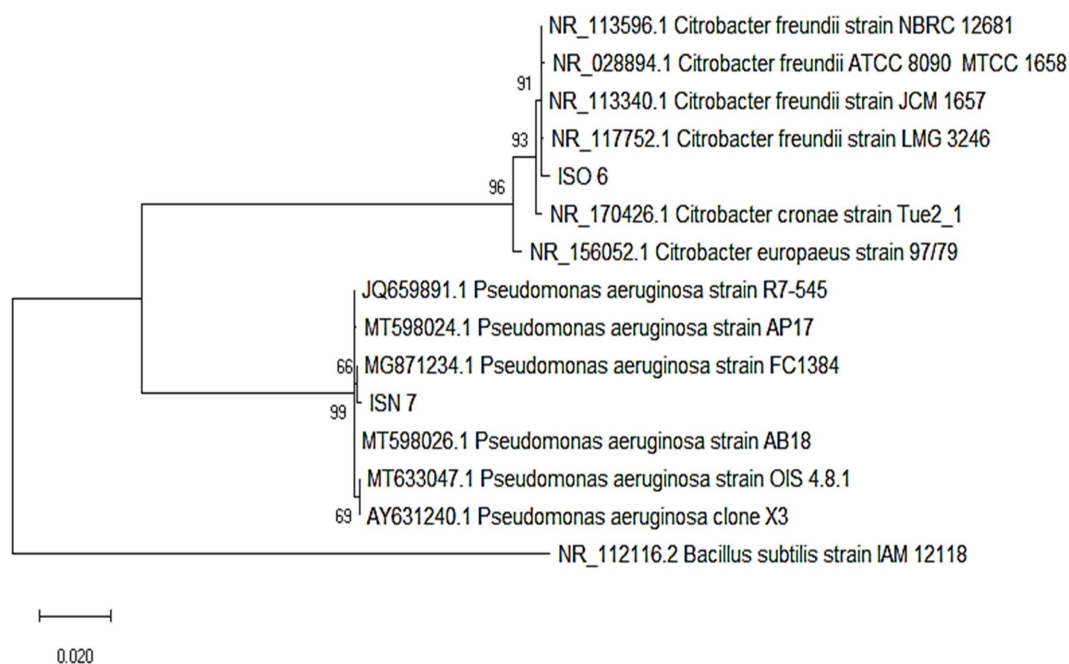 NR_113596.1 Citrobacter freundii strain NBRC 12681
NR_028894.1 Citrobacter freundii ATCC 8090 MTCC 1658
91
NR_113340.1 Citrobacter freundii strain JCM 1657
93
NR_117752.1 Citrobacter freundii strain LMG 3246
ISO 6
96
NR_170426.1 Citrobacter cronae strain Tue2_1
NR_156052.1 Citrobacter europaeus strain 97/79
JQ659891.1 Pseudomonas aeruginosa strain R7-545
MT598024.1 Pseudomonas aeruginosa strain AP17
66
MG871234.1 Pseudomonas aeruginosa strain FC1384
ISN 7
99
MT598026.1 Pseudomonas aeruginosa strain AB18
MT633047.1 Pseudomonas aeruginosa strain OIS 4.8.1
69
AY631240.1 Pseudomonas aeruginosa clone X3
NR_112116.2 Bacillus subtilis strain IAM 12118
0.020